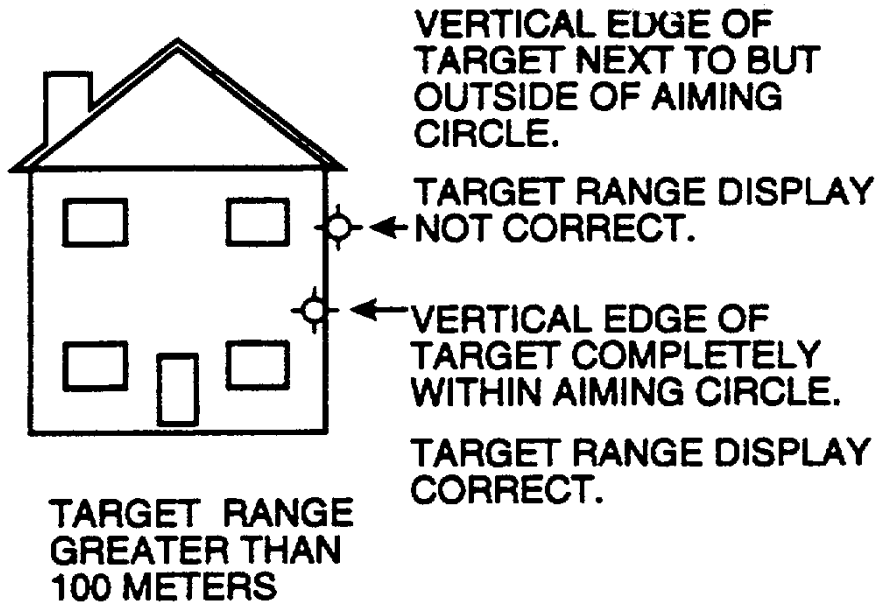 VERTICAL EDGE OF
TARGET NEXT TO BUT
OUTSIDE OF AIMING
CIRCLE.
TARGET RANGE DISPLAY
NOT CORRECT.
VERTICAL EDGE OF
TARGET COMPLETELY
WITHIN AIMING CIRCLE.
TARGET RANGE DISPLAY
CORRECT.
TARGET RANGE
GREATER THAN
100 METERS